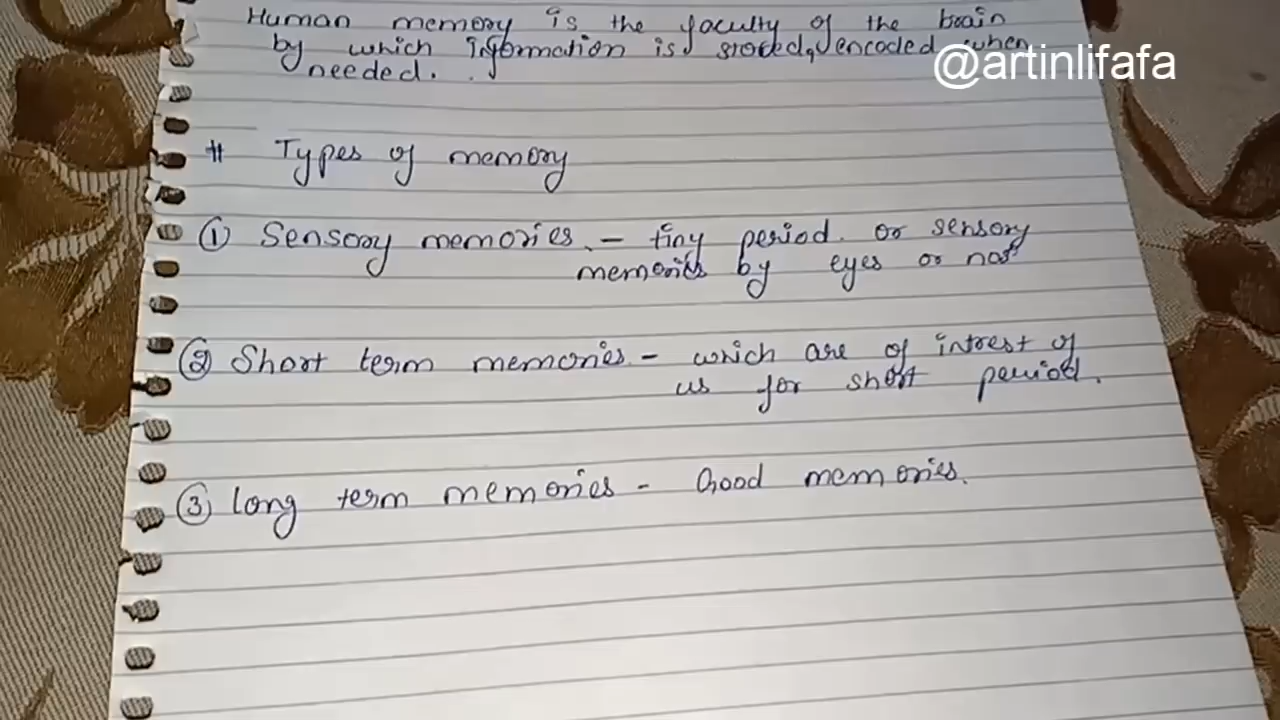 Human memory is the faculty of the brain
by which information is stored, encoded when
needed.
@artinlifafa
# Types of memory
① Sensory memories. - tiny period. or sensory
memories by eyes or not
② Short term memories - which are of intrest of
us for short period.
③ long term memories - Good memories.